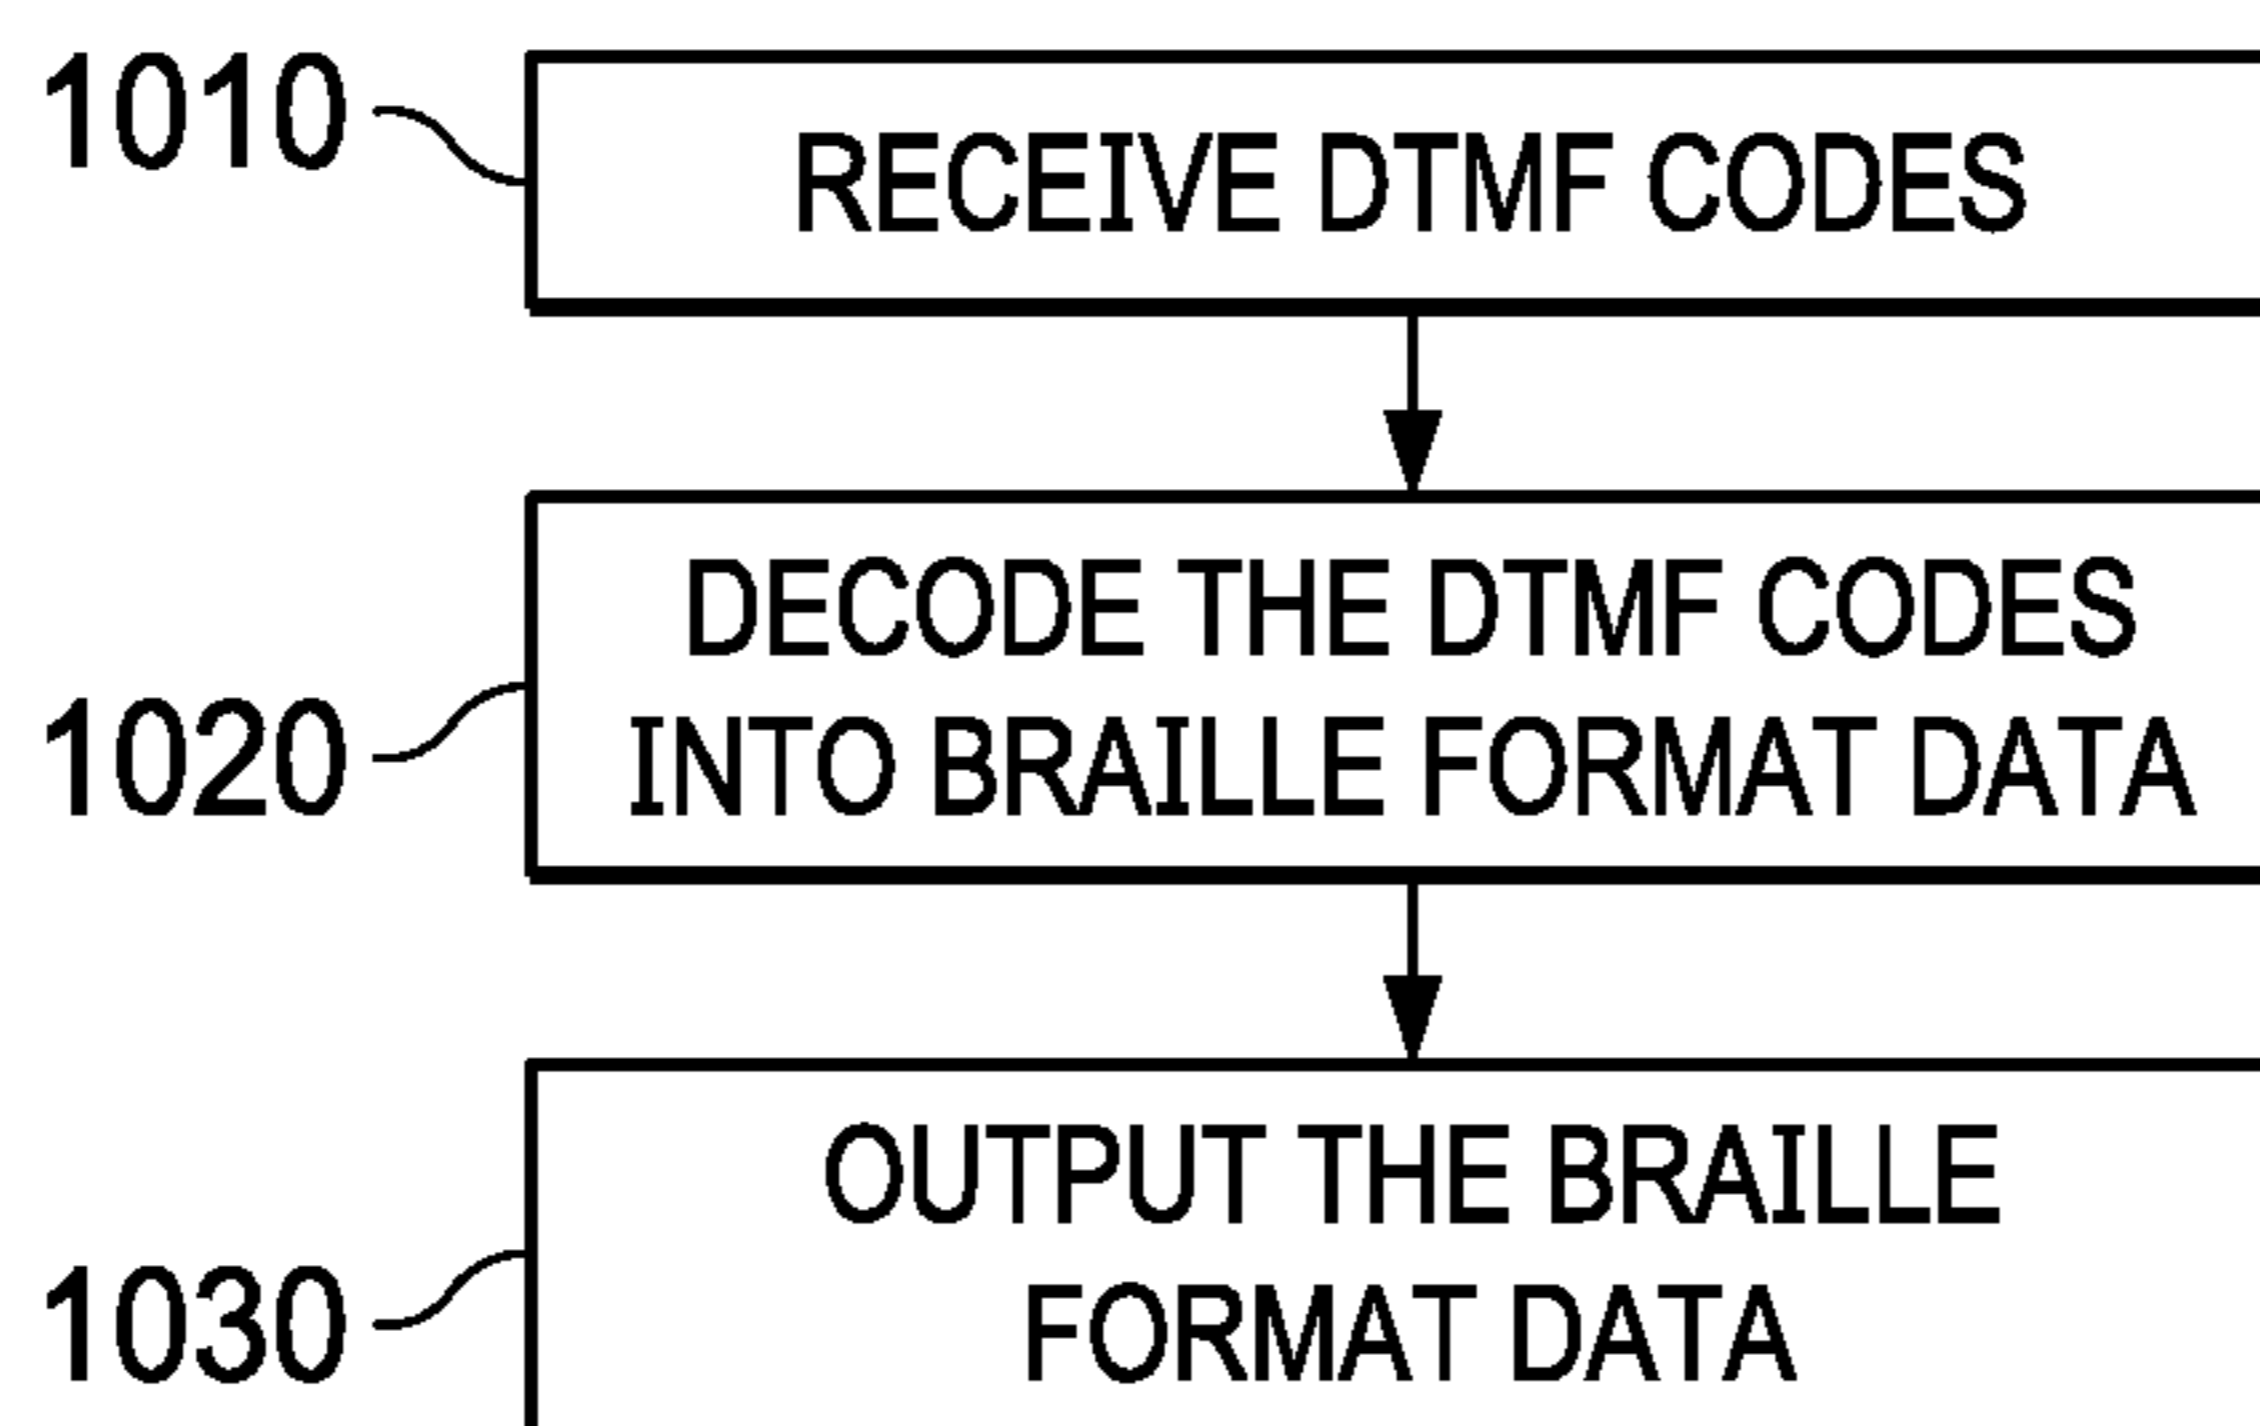 1010
RECEIVE DTMF CODES
1020
DECODE THE DTMF CODES
INTO BRAILLE FORMAT DATA
1030
OUTPUT THE BRAILLE
FORMAT DATA